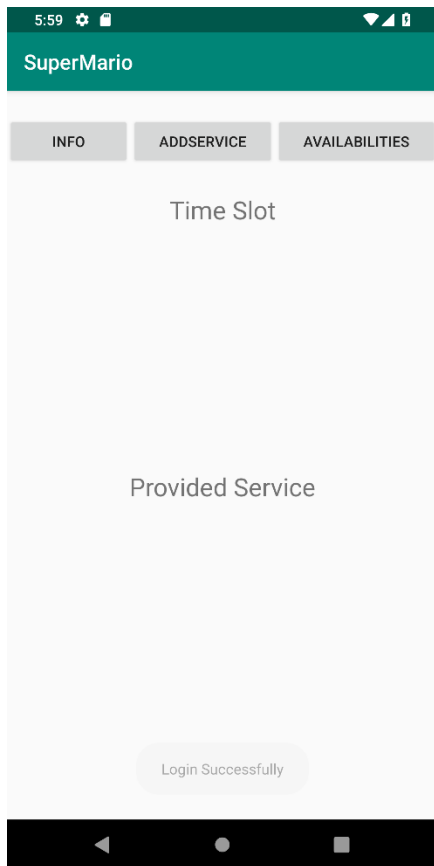 5:59
SuperMario
INFO ADDSERVICE AVAILABILITIES
Time Slot
Provided Service
Login Successfully